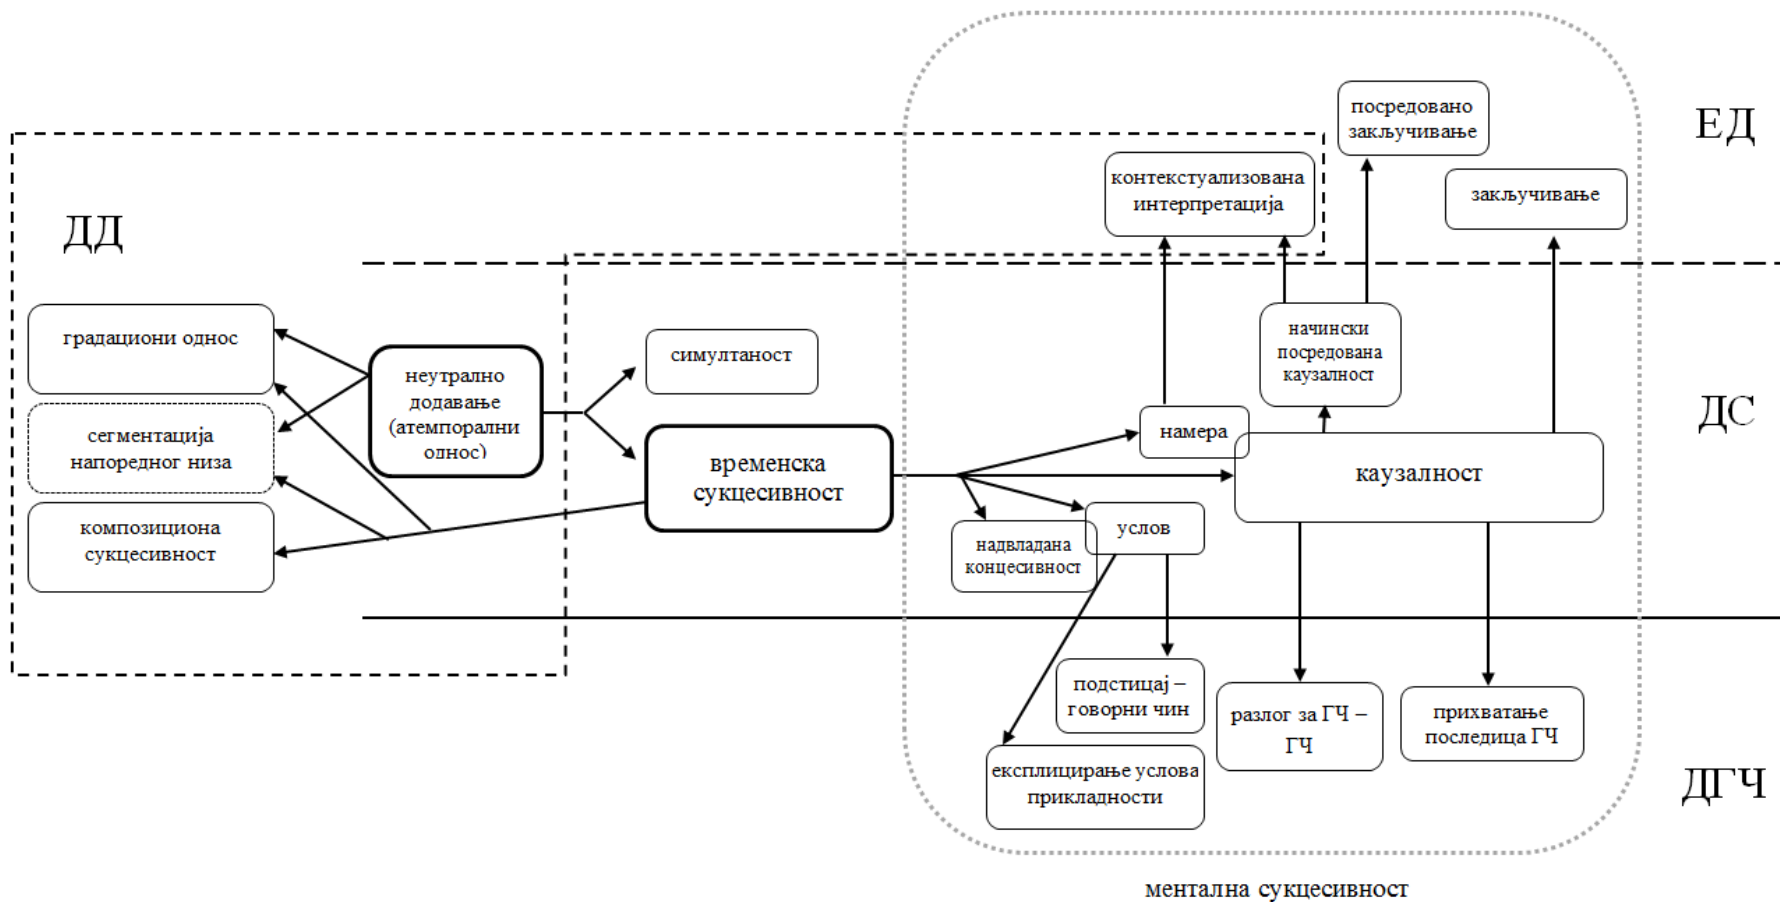 посредовано
закључивање
ЕД
контекстуализована
интерпретација
закључивање
ДД
градациони однос
неутрално
додавање
(атемпорални
однос)
симултаност
начински
посредована
каузалност
ДС
сегментација
напоредног низа
намера
временска
сукцесивност
каузалност
композициона
сукцесивност
услов
надвладана
концесивност
подстицај –
говорни чин
разлог за ГЧ –
ГЧ
прихватање
последица ГЧ
експлицирање услова
прикладности
ДГЧ
ментална сукцесивност